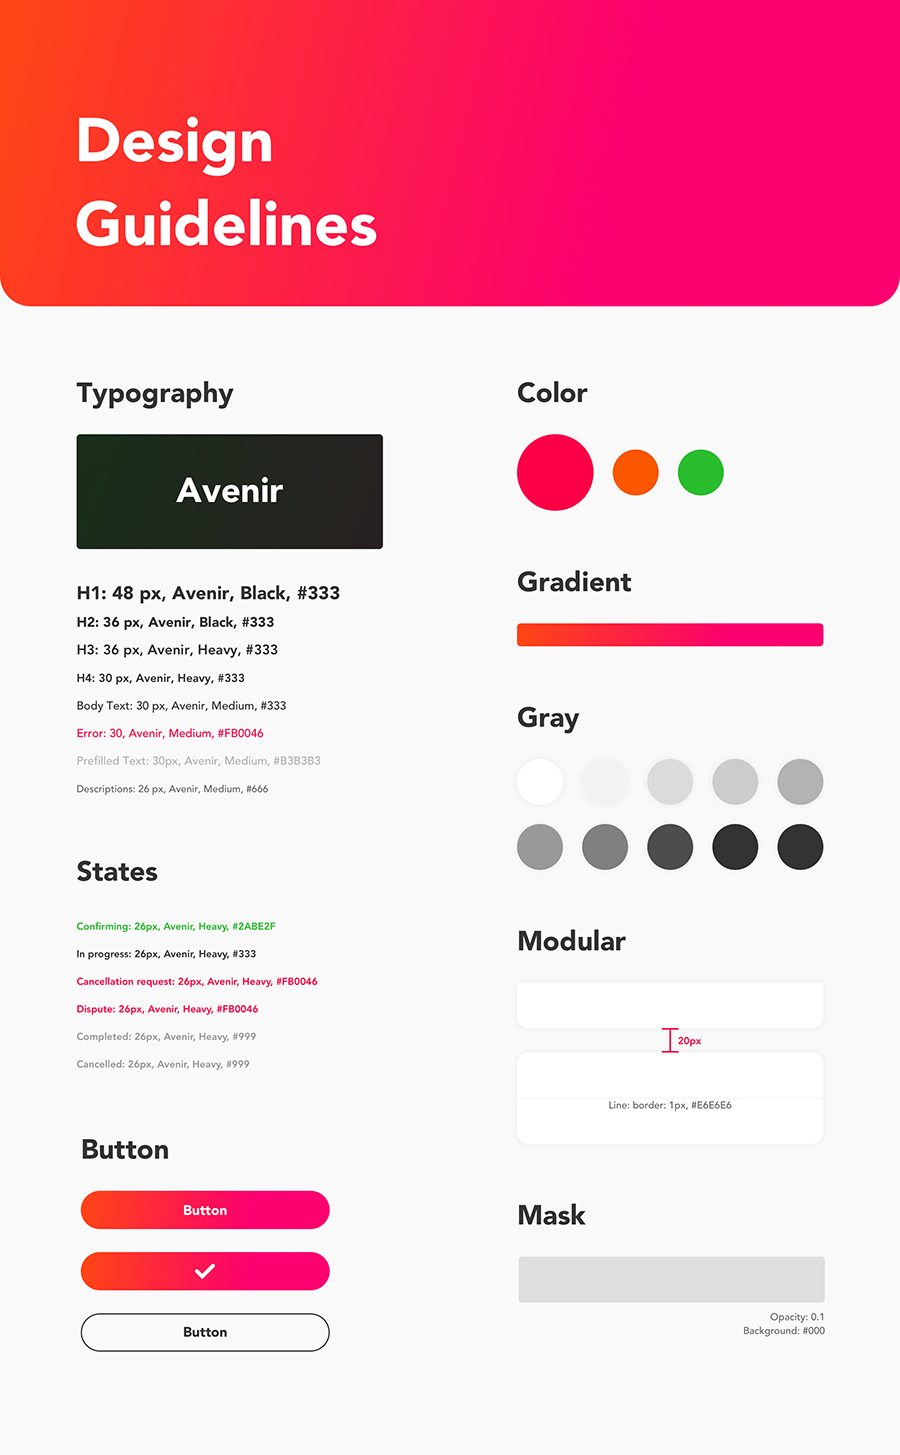 Design
Guidelines
Typography
Avenir
H1: 48 px, Avenir, Black, #333
H2: 36 px, Avenir, Black, #333
H3: 36 px, Avenir, Heavy, #333
H4: 30 px, Avenir, Heavy, #333
Body Text: 30 px, Avenir, Medium, #333
Error: 30, Avenir, Medium, #FB0046
Prefilled Text: 30px, Avenir, Medium, #B3B3B3
Descriptions: 26 px, Avenir, Medium, #666
States
Confirming: 26px, Avenir, Heavy, #2ABE2F
In progress: 26px, Avenir, Heavy, #333
Cancellation request: 26px, Avenir, Heavy, #FB0046
Dispute: 26px, Avenir, Heavy, #FB0046
Completed: 26px, Avenir, Heavy, #999
Cancelled: 26px, Avenir, Heavy, #999
Button
Button
Button
Color
Gradient
Gray
Modular
20px
Line: border: 1px, #E6E6E6
Mask
Opacity: 0.1
Background: #000